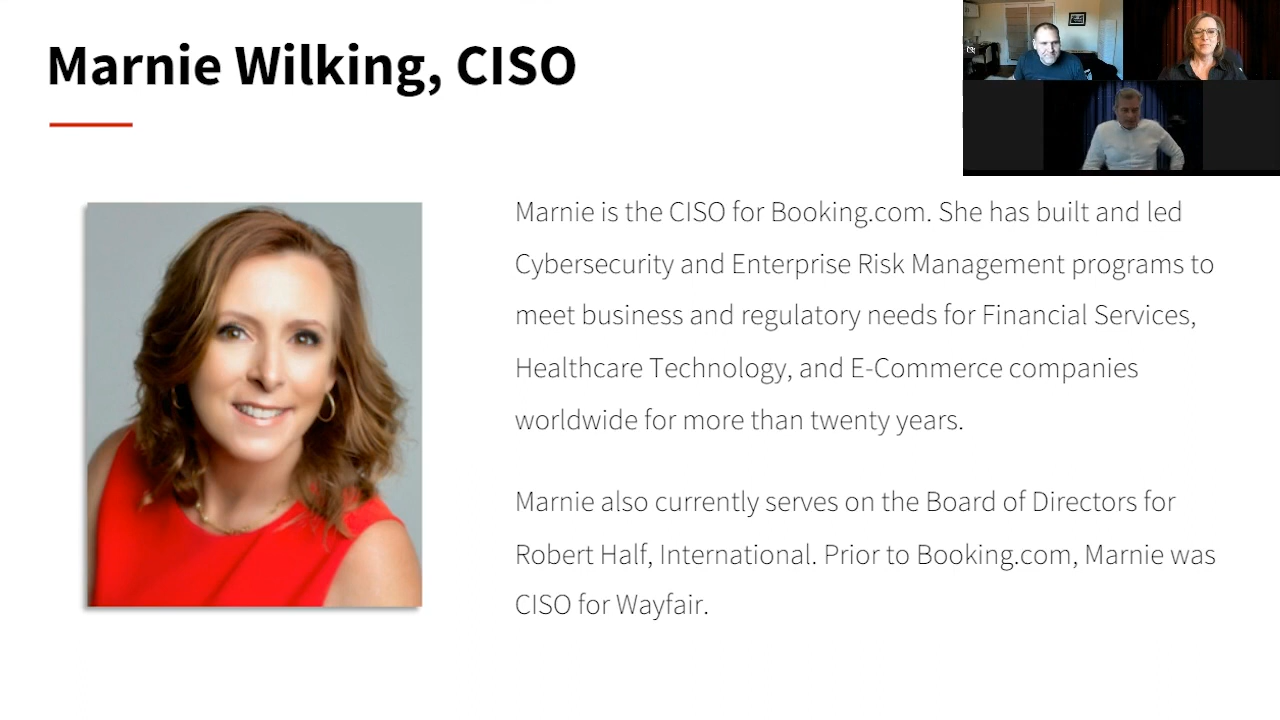 Marnie Wilking, CISO
Marnie is the CISO for Booking.com. She has built and led
Cybersecurity and Enterprise Risk Management programs to
meet business and regulatory needs for Financial Services,
Healthcare Technology, and E-Commerce companies
worldwide for more than twenty years.
Marnie also currently serves on the Board of Directors for
Robert Half, International. Prior to Booking.com, Marnie was
CISO for Wayfair.